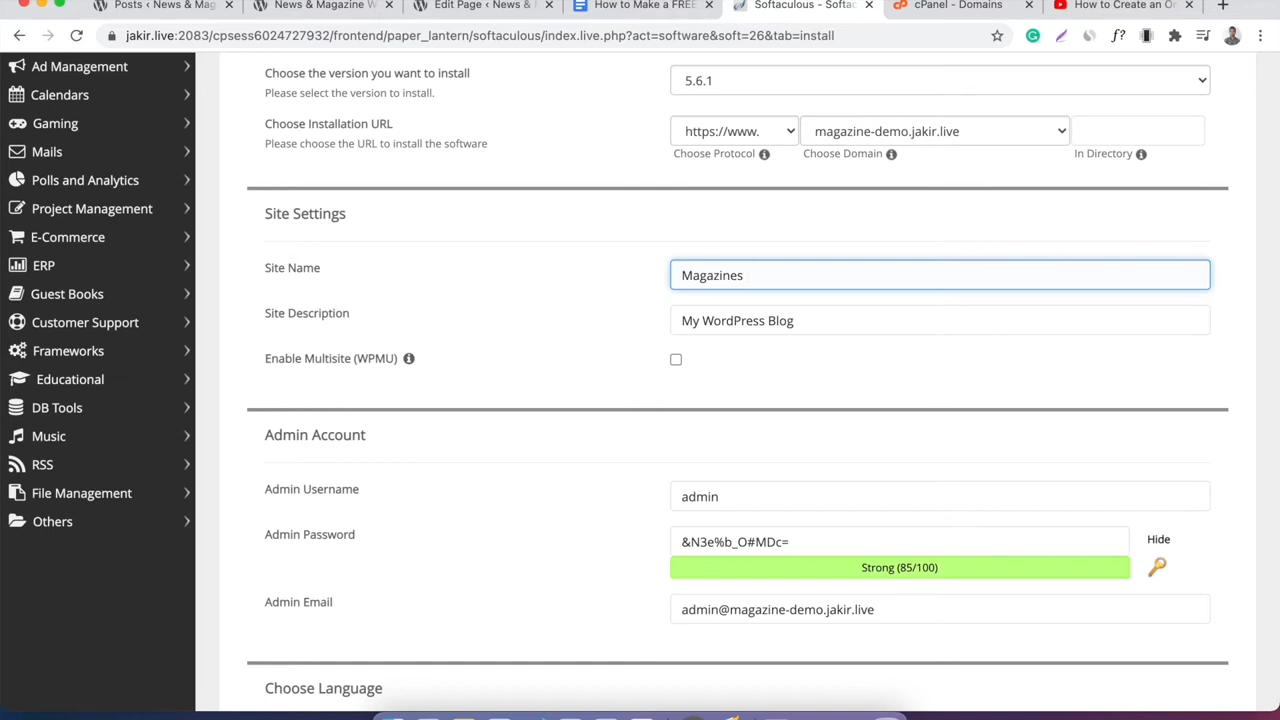 Posts ‹ News & Mag
News & Magazine W
Edit Page ‹ News &
How to Make a FREE
Softaculous - Softac
cPanel - Domains
How to Create an On
jakir.live:2083/cpsess6024727932/frontend/paper_lantern/softaculous/index.live.php?act=software&soft=26&tab=install
Ad Management
Calendars
Gaming
Mails
Polls and Analytics
Project Management
E-Commerce
ERP
Guest Books
Customer Support
Frameworks
Educational
DB Tools
Music
RSS
File Management
Others
Choose the version you want to install
Please select the version to install.
5.6.1
Choose Installation URL
Please choose the URL to install the software
https://www.
magazine-demo.jakir.live
Choose Protocol
Choose Domain
In Directory
Site Settings
Site Name
Magazines
Site Description
My WordPress Blog
Enable Multisite (WPMU)
Admin Account
Admin Username
admin
Admin Password
&N3e%b_O#MDc=
Hide
Strong (85/100)
Admin Email
admin@magazine-demo.jakir.live
Choose Language